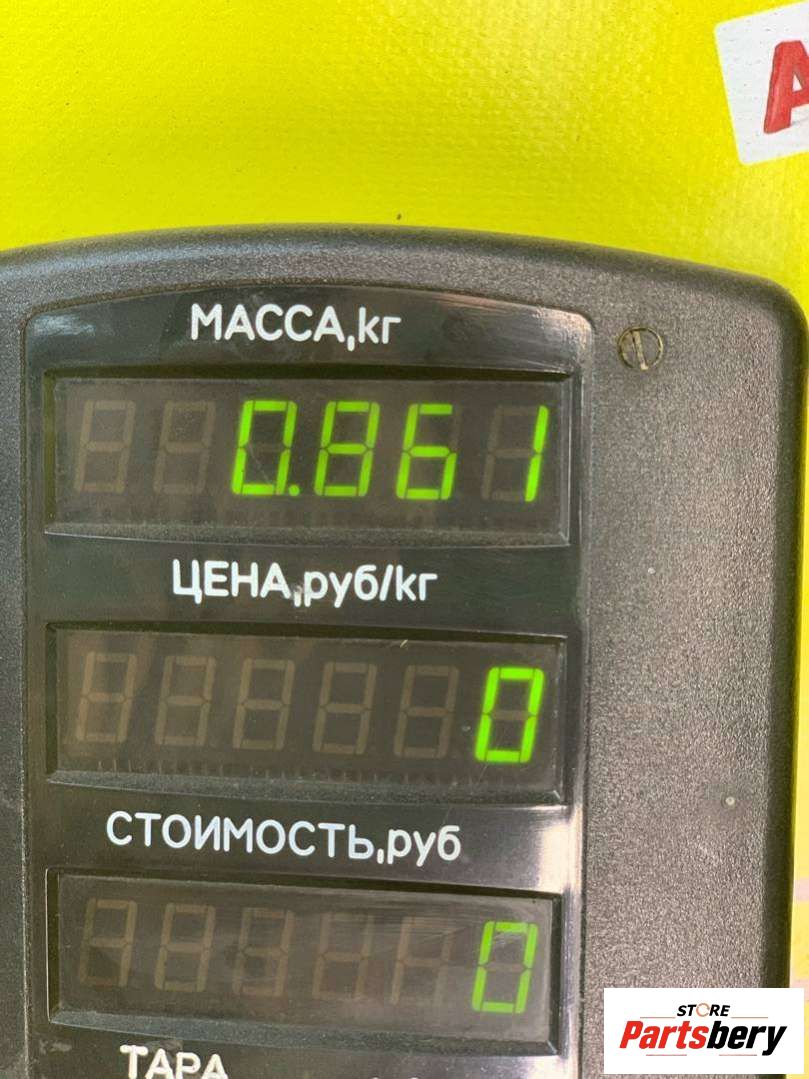 МАССА,кг
0.861
ЦЕНА,руб/кг
0
СТОИМОСТЬ,руб
0
ТАРА
STORE
Partsbery